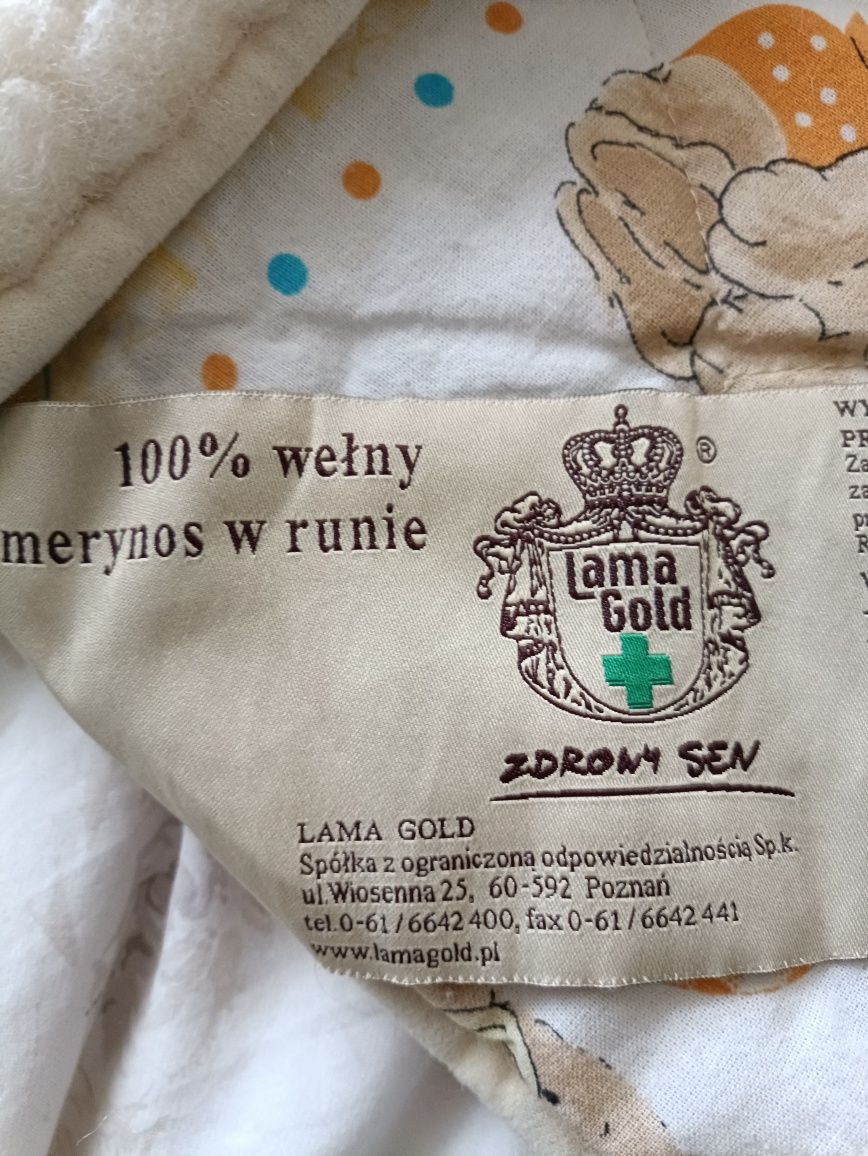 100% wełny
merynos w runie
®
Lama
Gold
ZDROWY SEN
LAMA GOLD
Spółka z ograniczona odpowiedzialnością Sp.k.
ul.Wiosenna 25, 60-592 Poznań
tel.0-61/6642 400, fax 0-61/6642 441
www.lamagold.pl